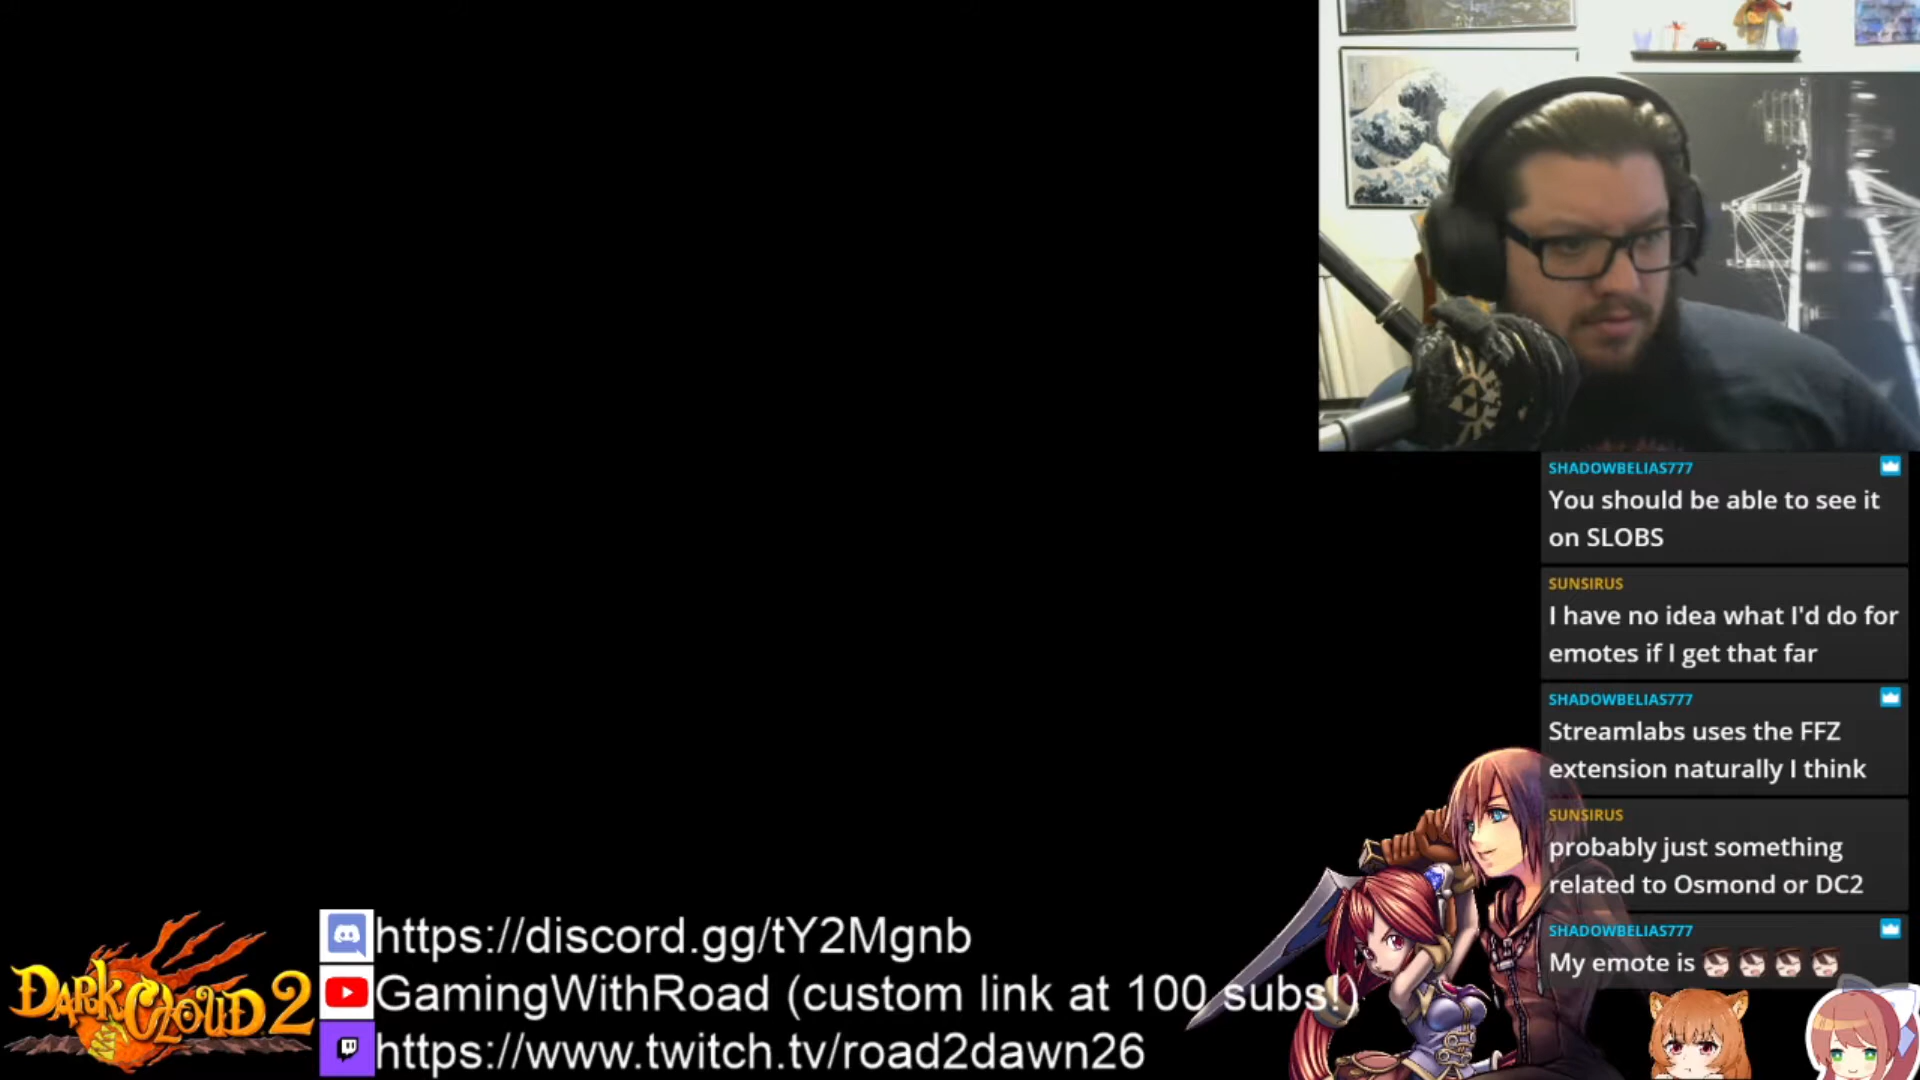 SHADOWBELIAS777
You should be able to see it
on SLOBS
SUNSIRUS
I have no idea what I'd do for
emotes if I get that far
SHADOWBELIAS777
Streamlabs uses the FFZ
extension naturally I think
SUNSIRUS
probably just something
related to Osmond or DC2
SHADOWBELIAS777
My emote is
DARK CLOUD 2
https://discord.gg/tY2Mgnb
GamingWithRoad (custom link at 100 subs!)
https://www.twitch.tv/road2dawn26